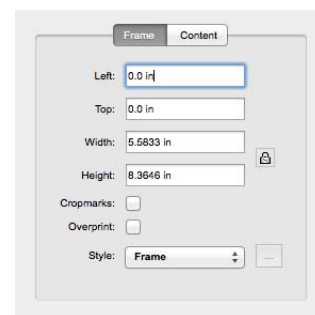 Frame Content
Left: 0.0 in
Top: 0.0 in
Width: 5.5833 in
Height: 8.3646 in
Cropmarks:
Overprint:
Style: Frame ...